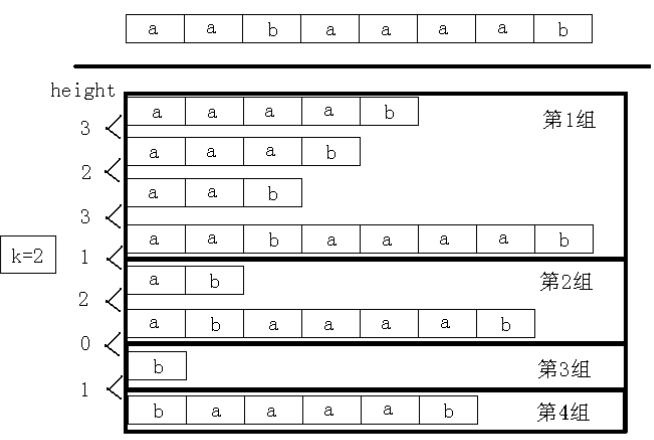 a a b a a a a b
height
a a a a b 第1组
3
a a a b
2
a a b
3
a a b a a a a b
k=2 1
a b 第2组
2
a b a a a a b
0
b 第3组
1
b a a a a b 第4组